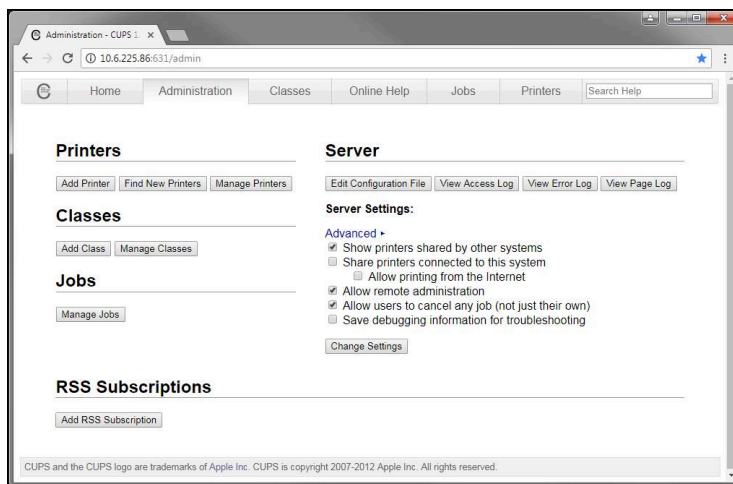 Administration - CUPS 1.
10.6.225.86:631/admin
Home Administration Classes Online Help Jobs Printers Search Help
Printers
Add Printer Find New Printers Manage Printers
Classes
Add Class Manage Classes
Jobs
Manage Jobs
Server
Edit Configuration File View Access Log View Error Log View Page Log
Server Settings:
Advanced ▸
Show printers shared by other systems
Share printers connected to this system
Allow printing from the Internet
Allow remote administration
Allow users to cancel any job (not just their own)
Save debugging information for troubleshooting
Change Settings
RSS Subscriptions
Add RSS Subscription
CUPS and the CUPS logo are trademarks of Apple Inc. CUPS is copyright 2007-2012 Apple Inc. All rights reserved.